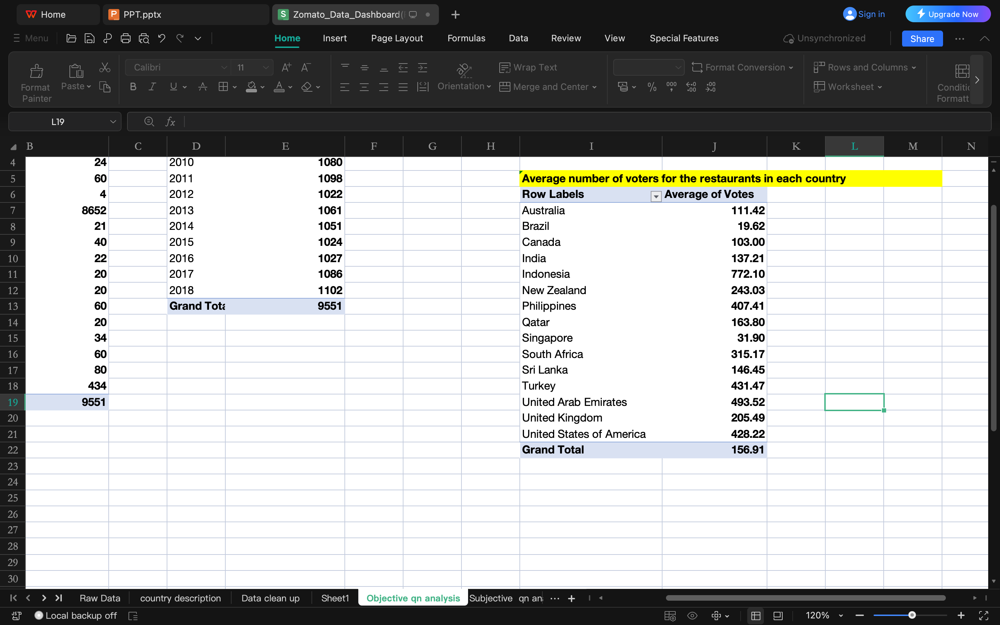 Home
PPT.pptx
Zomato_Data_Dashboard(
Sign in
Upgrade Now
Menu
Home Insert Page Layout Formulas Data Review View Special Features
Unsynchronized
Share
Format Painter
Paste
Calibri 11
Orientation
Wrap Text
Merge and Center
Format Conversion
Rows and Columns
Worksheet
Conditi
Formatt
L19
fx
B C D E F G H I J K L M N
4 24 2010 1080
5 60 2011 1098 Average number of voters for the restaurants in each country
6 4 2012 1022 Row Labels Average of Votes
7 8652 2013 1061 Australia 111.42
8 21 2014 1051 Brazil 19.62
9 40 2015 1024 Canada 103.00
10 22 2016 1027 India 137.21
11 20 2017 1086 Indonesia 772.10
12 20 2018 1102 New Zealand 243.03
13 60 Grand Tota 9551 Philippines 407.41
14 20 Qatar 163.80
15 34 Singapore 31.90
16 60 South Africa 315.17
17 80 Sri Lanka 146.45
18 434 Turkey 431.47
19 9551 United Arab Emirates 493.52
20 United Kingdom 205.49
21 United States of America 428.22
22 Grand Total 156.91
23
24
25
26
27
28
29
30
Raw Data country description Data clean up Sheet1 Objective qn analysis Subjective qn an
Local backup off
120%